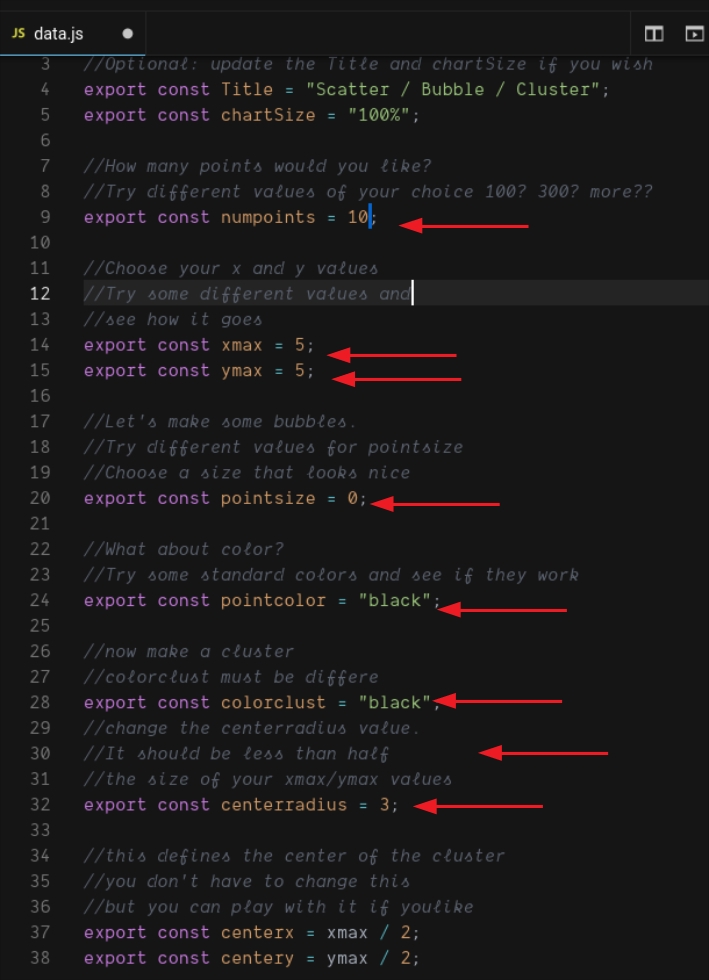 JS data.js
3 //Optional: update the Title and chartSize if you wish
4 export const Title = "Scatter / Bubble / Cluster";
5 export const chartSize = "100%";
6
7 //How many points would you like?
8 //Try different values of your choice 100? 300? more??
9 export const numpoints = 10;
10
11 //Choose your x and y values
12 //Try some different values and
13 //see how it goes
14 export const xmax = 5;
15 export const ymax = 5;
16
17 //Let's make some bubbles.
18 //Try different values for pointsize
19 //Choose a size that looks nice
20 export const pointsize = 0;
21
22 //What about color?
23 //Try some standard colors and see if they work
24 export const pointcolor = "black";
25
26 //now make a cluster
27 //colorclust must be differe
28 export const colorclust = "black";
29 //change the centerradius value.
30 //It should be less than half
31 //the size of your xmax/ymax values
32 export const centerradius = 3;
33
34 //this defines the center of the cluster
35 //you don't have to change this
36 //but you can play with it if youlike
37 export const centerx = xmax / 2;
38 export const centery = ymax / 2;